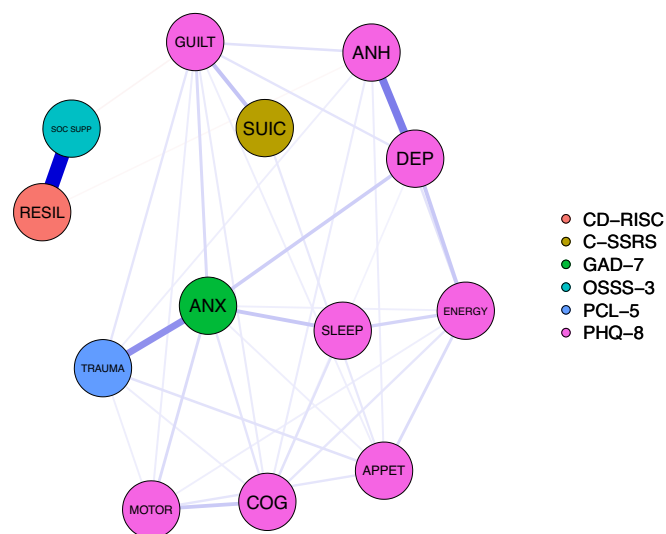 GUILT
ANH
SOC SUPP
SUIC
DEP
RESIL
ANX
SLEEP
ENERGY
TRAUMA
APPET
MOTOR
COG
CD−RISC
C−SSRS
GAD−7
OSSS−3
PCL−5
PHQ−8